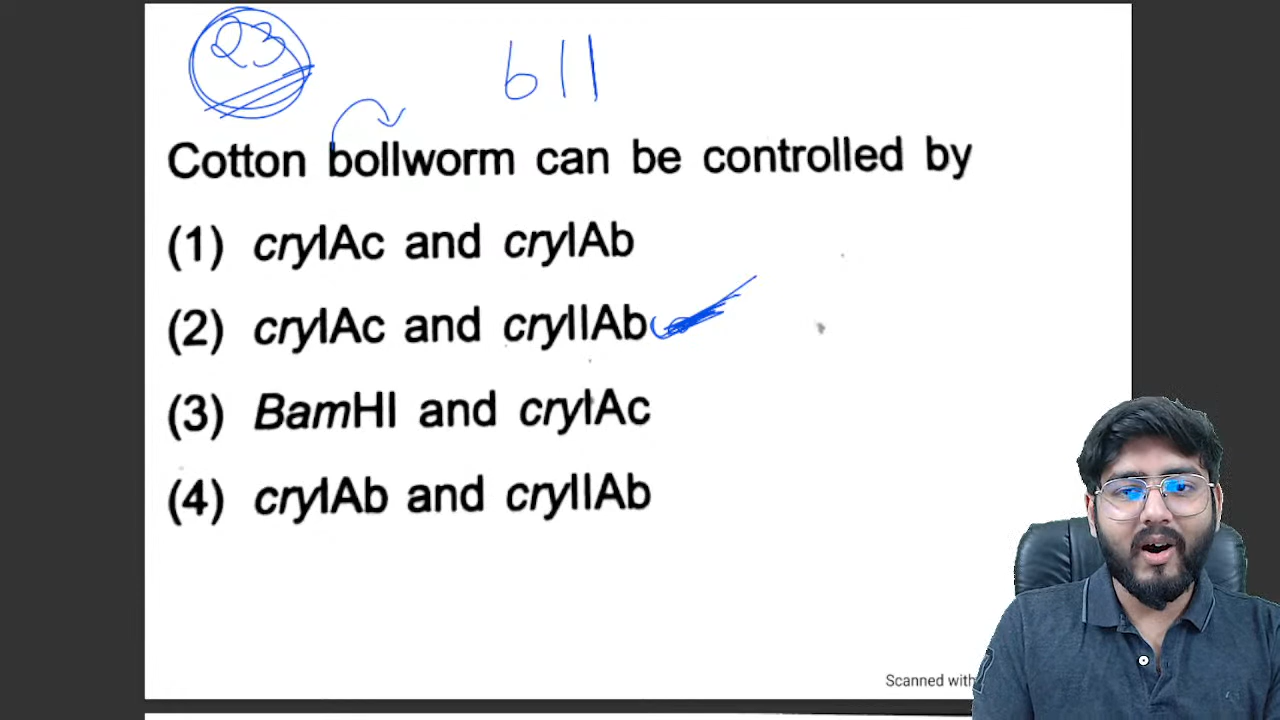 23
bll
Cotton bollworm can be controlled by
(1) cryIAc and cryIAb
(2) cryIAc and cryIIAb
(3) BamHI and cryIAc
(4) cryIAb and cryIIAb
Scanned with